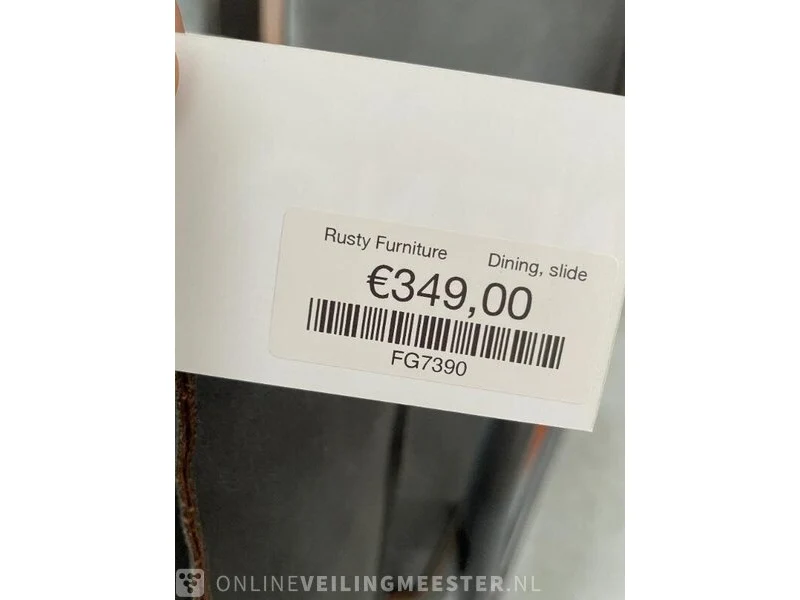 Rusty Furniture Dining, slide
€349,00
FG7390
ONLINEVEILINGMEESTER.NL